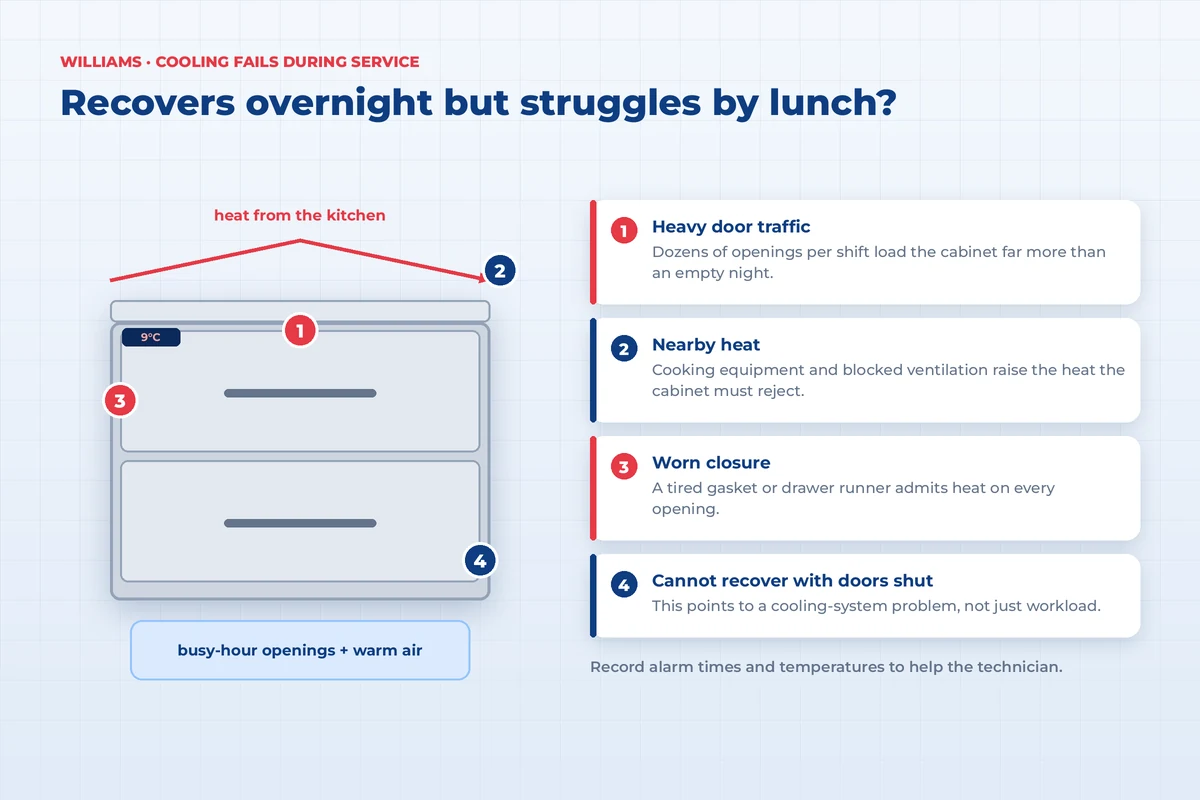 WILLIAMS · COOLING FAILS DURING SERVICE
Recovers overnight but struggles by lunch?
heat from the kitchen
2
1
9°C
3
4
busy-hour openings + warm air
1
Heavy door traffic
Dozens of openings per shift load the cabinet far more than
an empty night.
2
Nearby heat
Cooking equipment and blocked ventilation raise the heat the
cabinet must reject.
3
Worn closure
A tired gasket or drawer runner admits heat on every
opening.
4
Cannot recover with doors shut
This points to a cooling-system problem, not just workload.
Record alarm times and temperatures to help the technician.